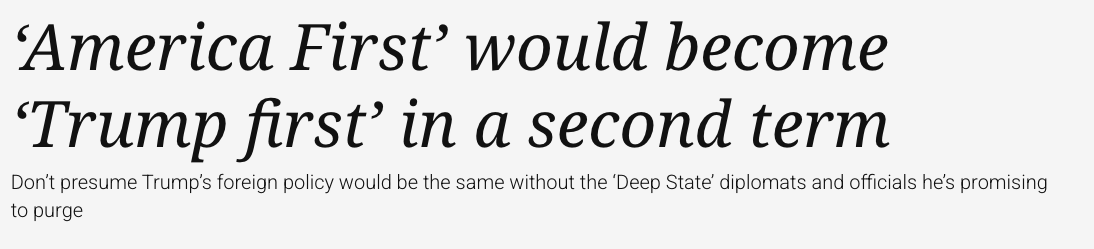 ‘America First’ would become
‘Trump first’ in a second term
Don’t presume Trump’s foreign policy would be the same without the ‘Deep State’ diplomats and officials he’s promising
to purge